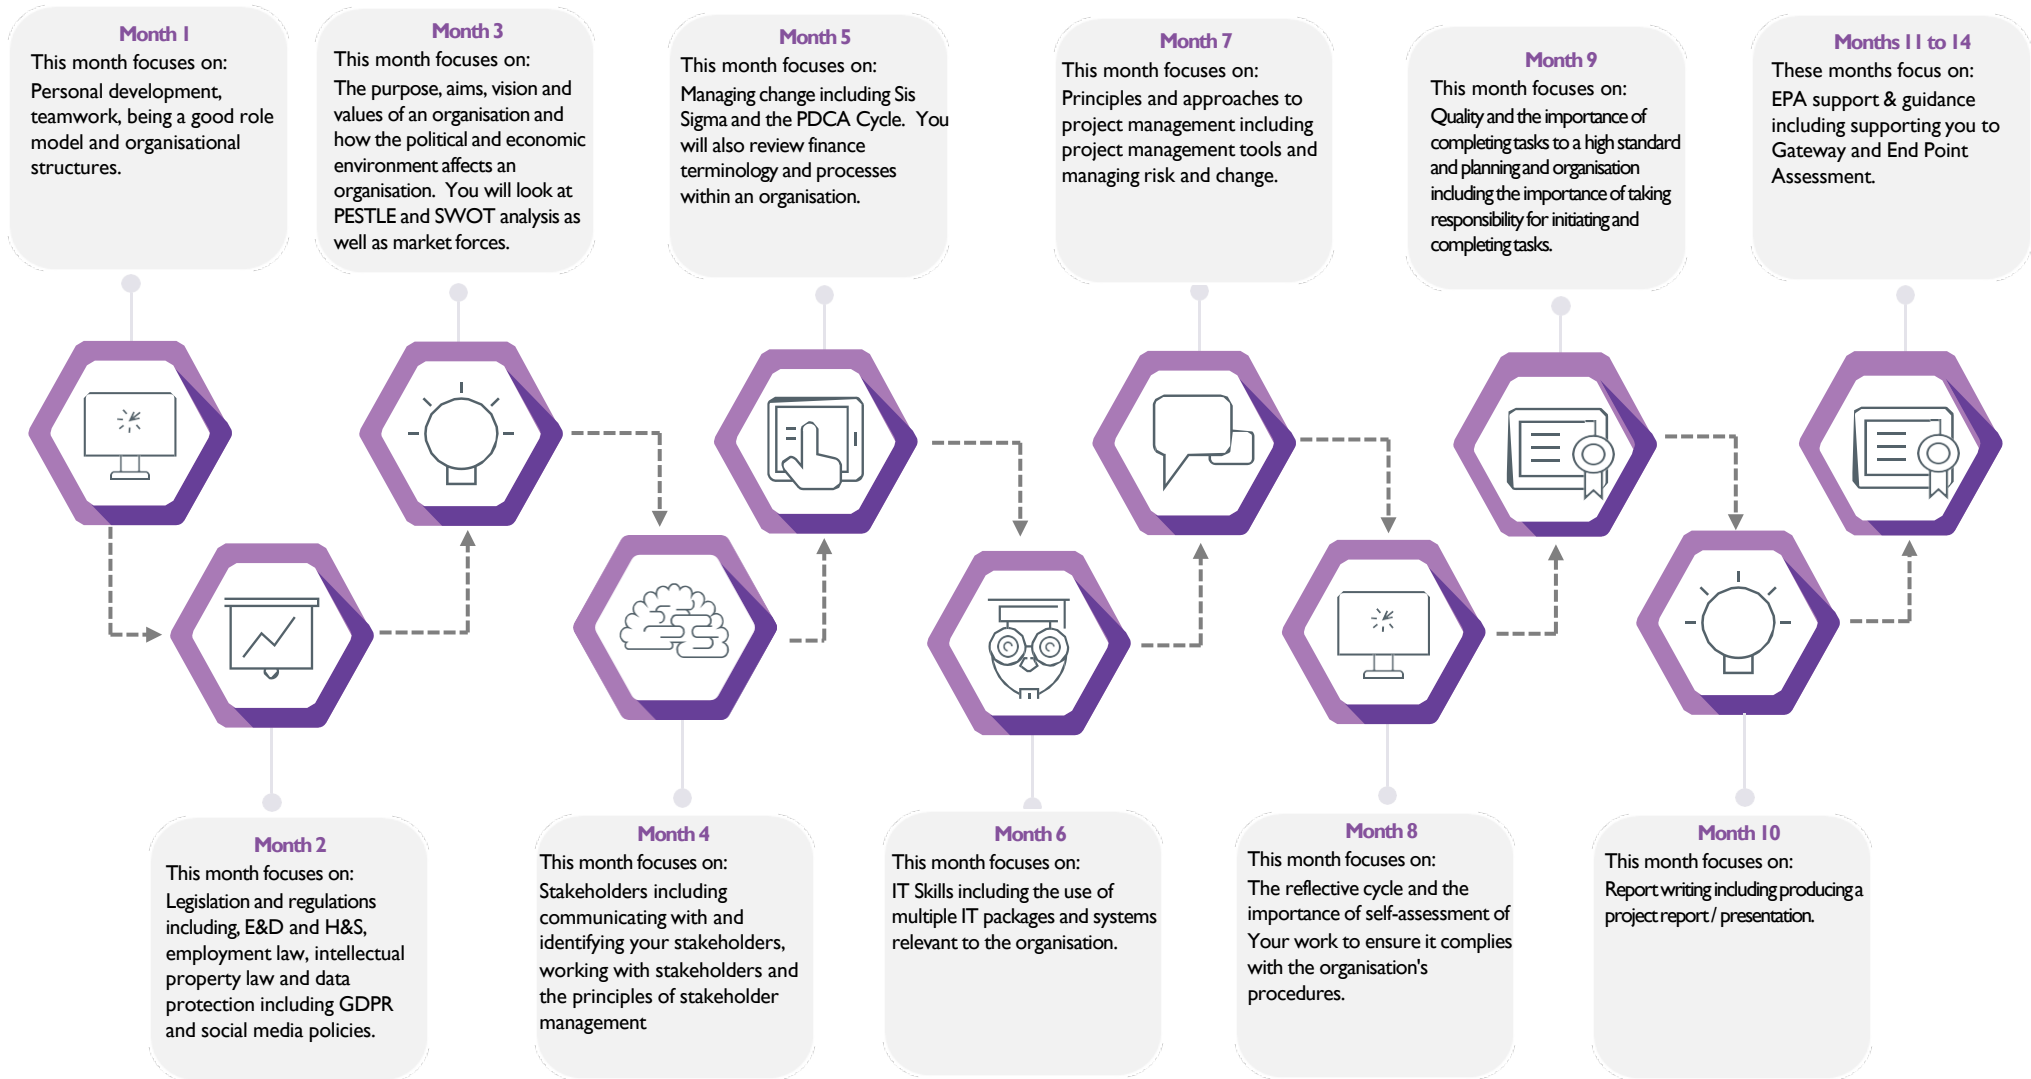 Month 1
This month focuses on:
Personal development,
teamwork, being a good role
model and organisational
structures.
Month 2
This month focuses on:
Legislation and regulations
including, E&D and H&S,
employment law, intellectual
property law and data
protection including GDPR
and social media policies.
Month 3
This month focuses on:
The purpose, aims, vision and
values of an organisation and
how the political and economic
environment affects an
organisation. You will look at
PESTLE and SWOT analysis as
well as market forces.
Month 4
This month focuses on:
Stakeholders including
communicating with and
identifying your stakeholders,
working with stakeholders and
the principles of stakeholder
management
Month 5
This month focuses on:
Managing change including Sis
Sigma and the PDCA Cycle. You
will also review finance
terminology and processes
within an organisation.
Month 6
This month focuses on:
IT Skills including the use of
multiple IT packages and systems
relevant to the organisation.
Month 7
This month focuses on:
Principles and approaches to
project management including
project management tools and
managing risk and change.
Month 8
This month focuses on:
The reflective cycle and the
importance of self-assessment of
Your work to ensure it complies
with the organisation's
procedures.
Month 9
This month focuses on:
Quality and the importance of
completing tasks to a high standard
and planning and organisation
including the importance of taking
responsibility for initiating and
completing tasks.
Month 10
This month focuses on:
Report writing including producing a
project report / presentation.
Months 11 to 14
These months focus on:
EPA support & guidance
including supporting you to
Gateway and End Point
Assessment.